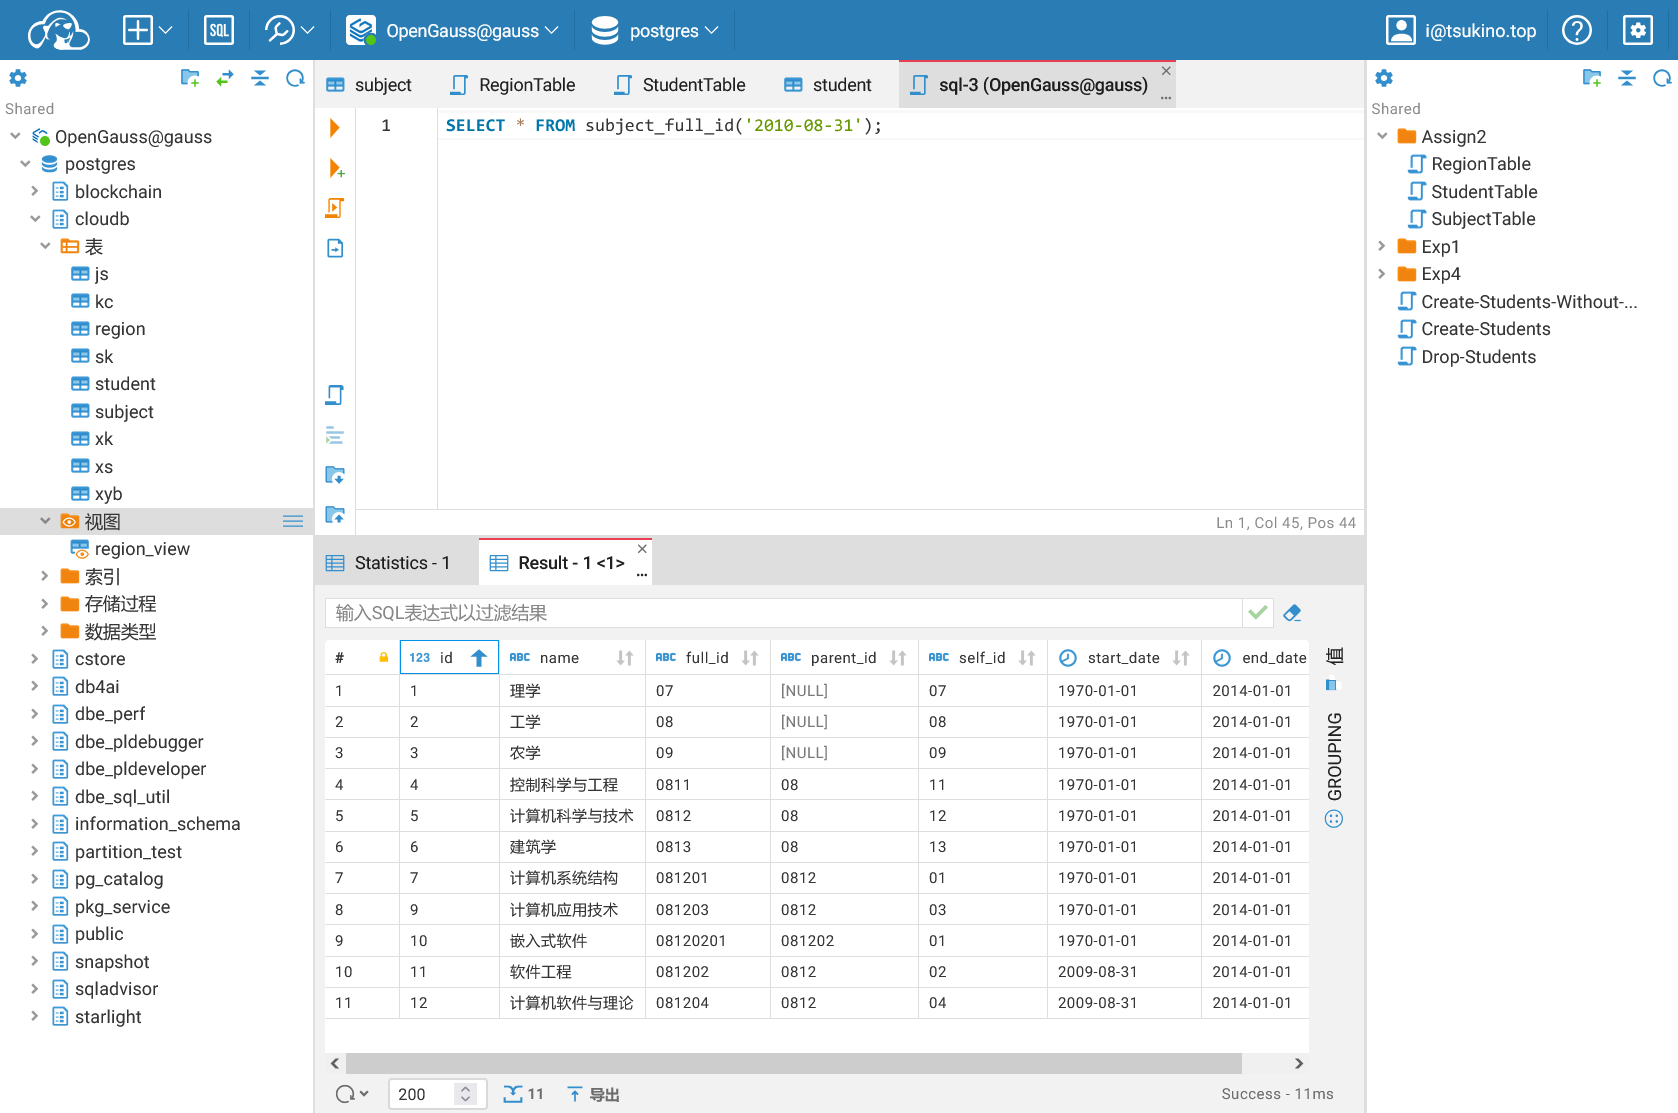 SQL
OpenGauss@gauss
postgres
i@tsukino.top
Shared
OpenGauss@gauss
postgres
blockchain
cloudb
表
js
kc
region
sk
student
subject
xk
xs
xyb
视图
region_view
索引
存储过程
数据类型
cstore
db4ai
dbe_perf
dbe_pldebugger
dbe_pldeveloper
dbe_sql_util
information_schema
partition_test
pg_catalog
pkg_service
public
snapshot
sqladvisor
starlight
subject RegionTable StudentTable student sql-3 (OpenGauss@gauss)
1 SELECT * FROM subject_full_id('2010-08-31');
Ln 1, Col 45, Pos 44
Statistics - 1 Result - 1 <1>
输入SQL表达式以过滤结果
# 123 id ABC name ABC full_id ABC parent_id ABC self_id start_date end_date
1 1 理学 07 [NULL] 07 1970-01-01 2014-01-01
2 2 工学 08 [NULL] 08 1970-01-01 2014-01-01
3 3 农学 09 [NULL] 09 1970-01-01 2014-01-01
4 4 控制科学与工程 0811 08 11 1970-01-01 2014-01-01
5 5 计算机科学与技术 0812 08 12 1970-01-01 2014-01-01
6 6 建筑学 0813 08 13 1970-01-01 2014-01-01
7 7 计算机系统结构 081201 0812 01 1970-01-01 2014-01-01
8 9 计算机应用技术 081203 0812 03 1970-01-01 2014-01-01
9 10 嵌入式软件 08120201 081202 01 1970-01-01 2014-01-01
10 11 软件工程 081202 0812 02 2009-08-31 2014-01-01
11 12 计算机软件与理论 081204 0812 04 2009-08-31 2014-01-01
值
GROUPING
200 11 导出 Success - 11ms
Shared
Assign2
RegionTable
StudentTable
SubjectTable
Exp1
Exp4
Create-Students-Without-...
Create-Students
Drop-Students